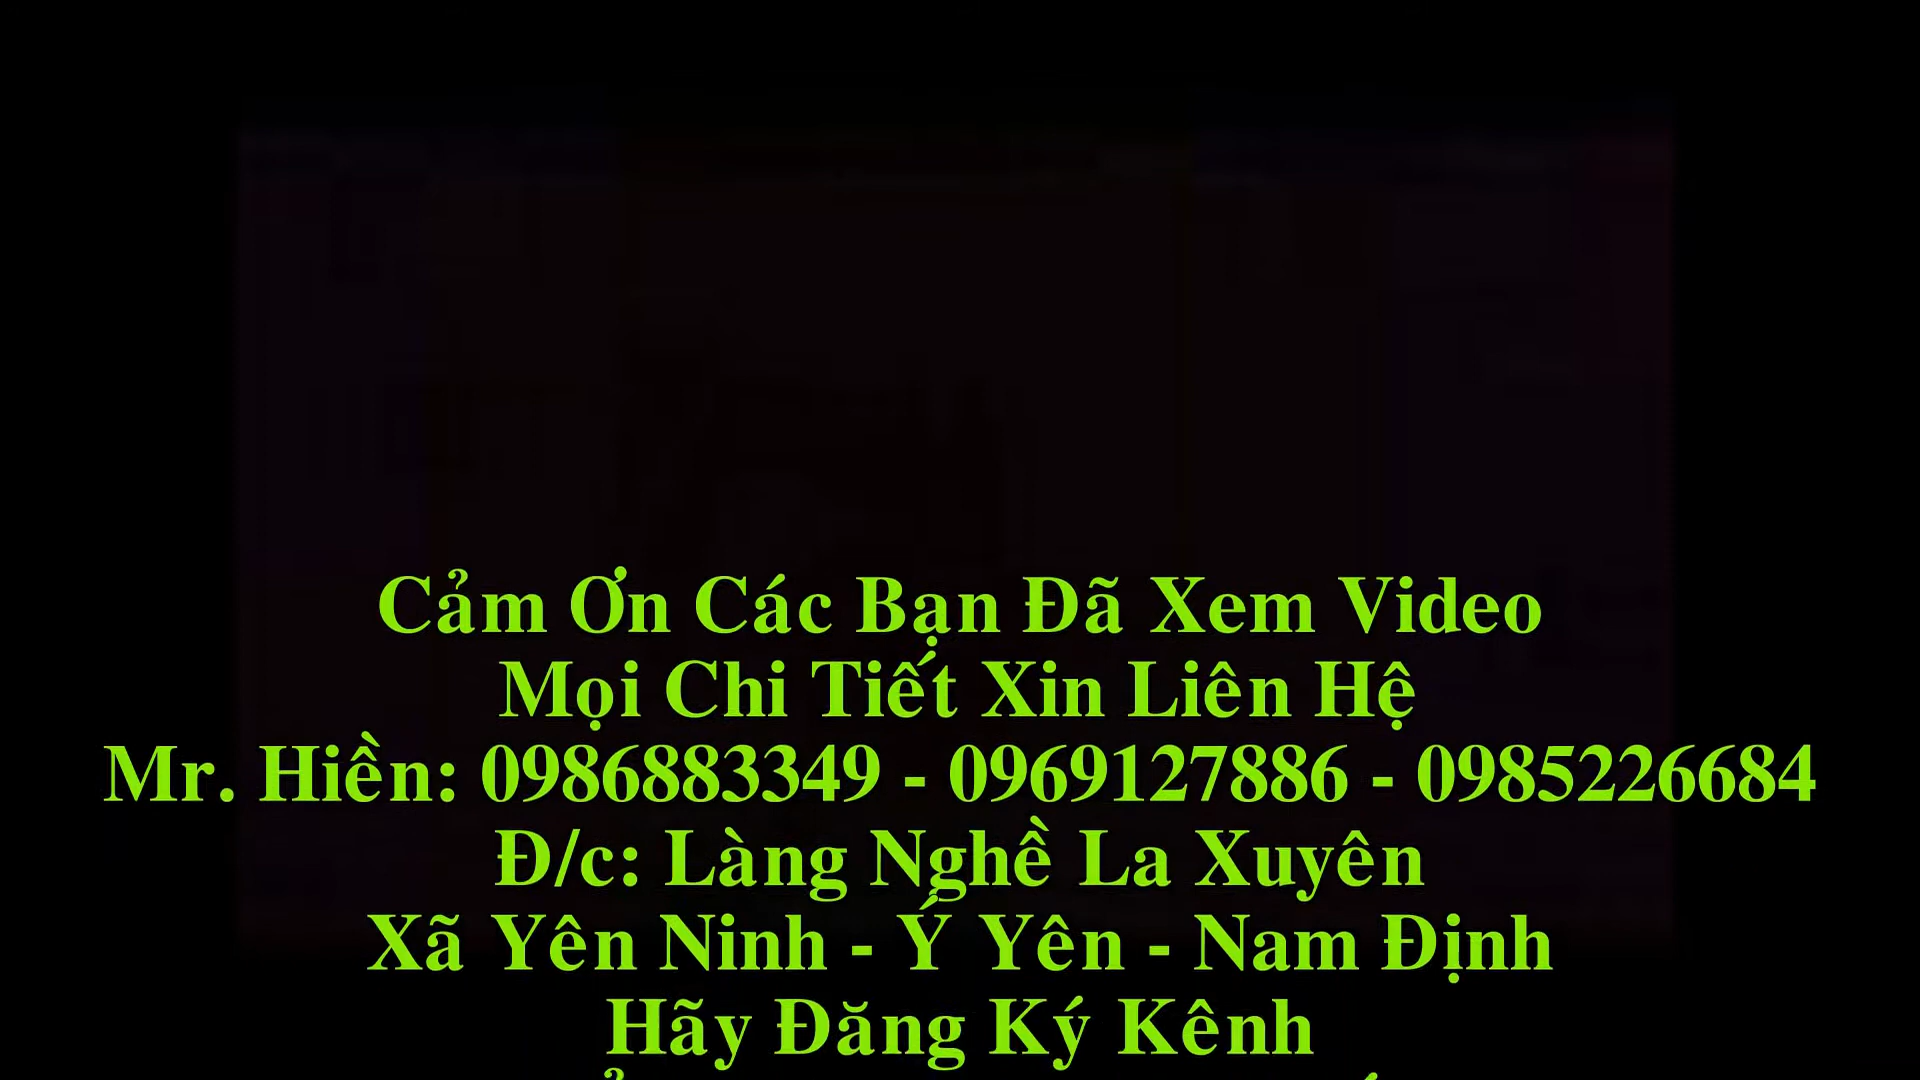 Cảm Ơn Các Bạn Đã Xem Video
Mọi Chi Tiết Xin Liên Hệ
Mr. Hiền: 0986883349 - 0969127886 - 0985226684
Đ/c: Làng Nghề La Xuyên
Xã Yên Ninh - Ý Yên - Nam Định
Hãy Đăng Ký Kênh